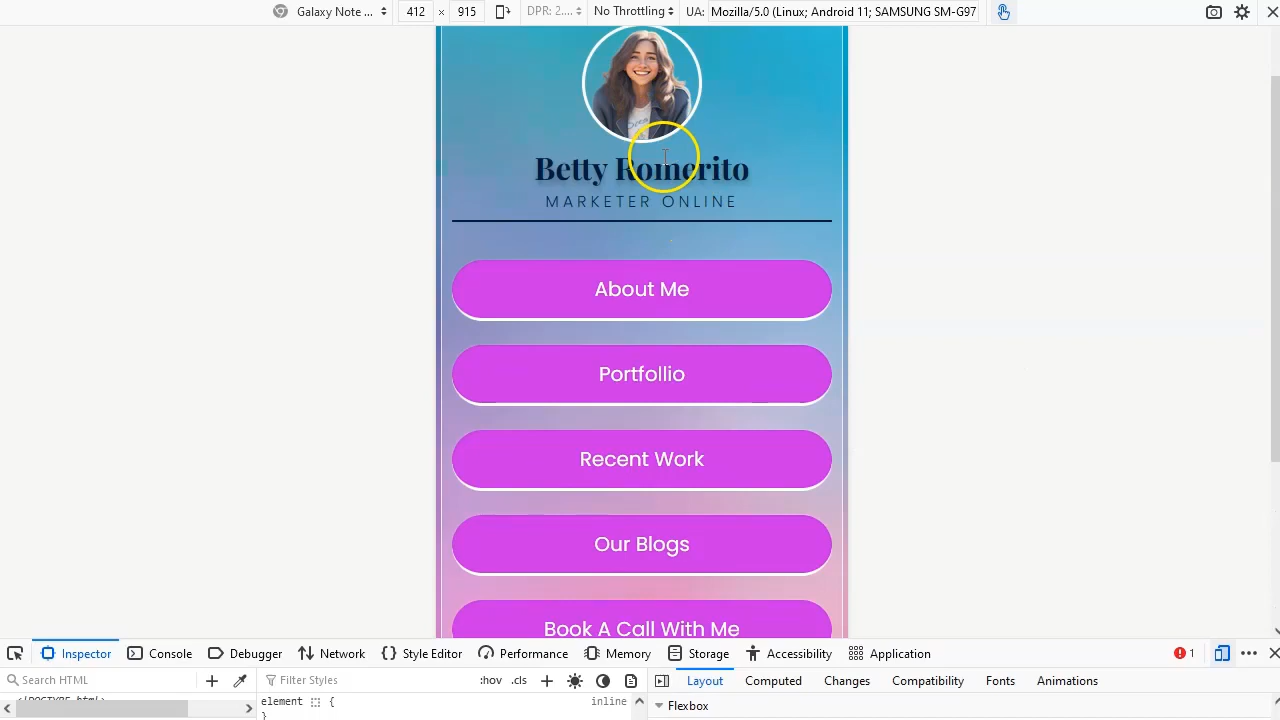 Galaxy Note ... 412 × 915 DPR: 2.... No Throttling UA: Mozilla/5.0 (Linux; Android 11; SAMSUNG SM-G97
Betty Romerito
MARKETER ONLINE
About Me
Portfollio
Recent Work
Our Blogs
Book A Call With Me
Inspector Console Debugger Network Style Editor Performance Memory Storage Accessibility Application 1
Search HTML Filter Styles :hov .cls Layout Computed Changes Compatibility Fonts Animations
<!DOCTYPE html> element { inline Flexbox
}